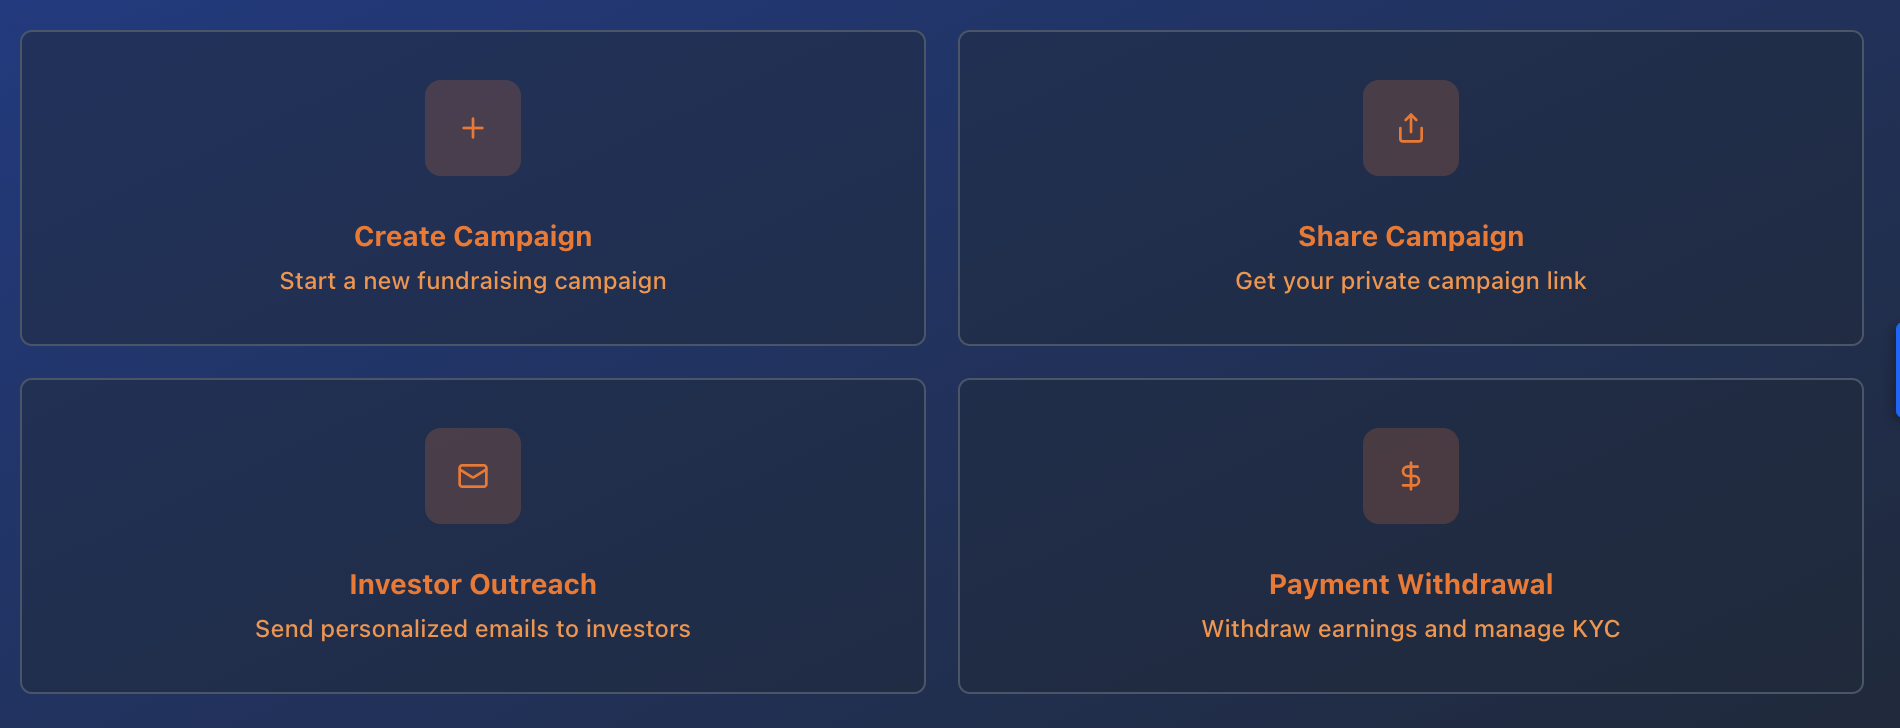 Create Campaign
Start a new fundraising campaign
Share Campaign
Get your private campaign link
Investor Outreach
Send personalized emails to investors
Payment Withdrawal
Withdraw earnings and manage KYC